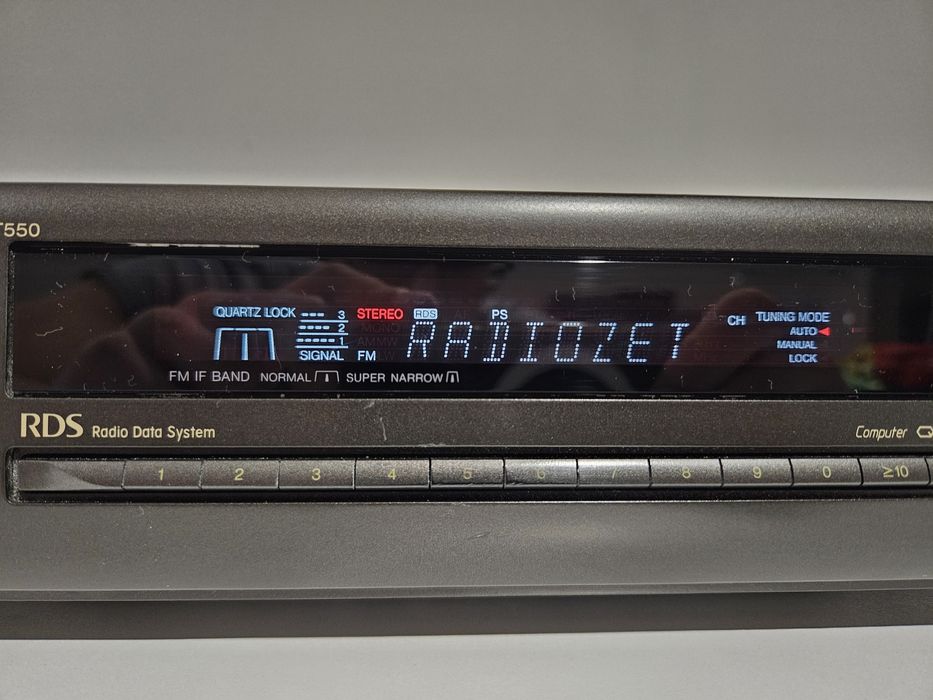 T550
QUARTZ LOCK 3 STEREO RDS PS CH TUNING MODE
2 MONO AUTO
1 AM MW RADIOZET MANUAL
SIGNAL LW FM LOCK
FM IF BAND NORMAL SUPER NARROW
RDS Radio Data System Computer
1 2 3 4 5 6 7 8 9 0 ≥10